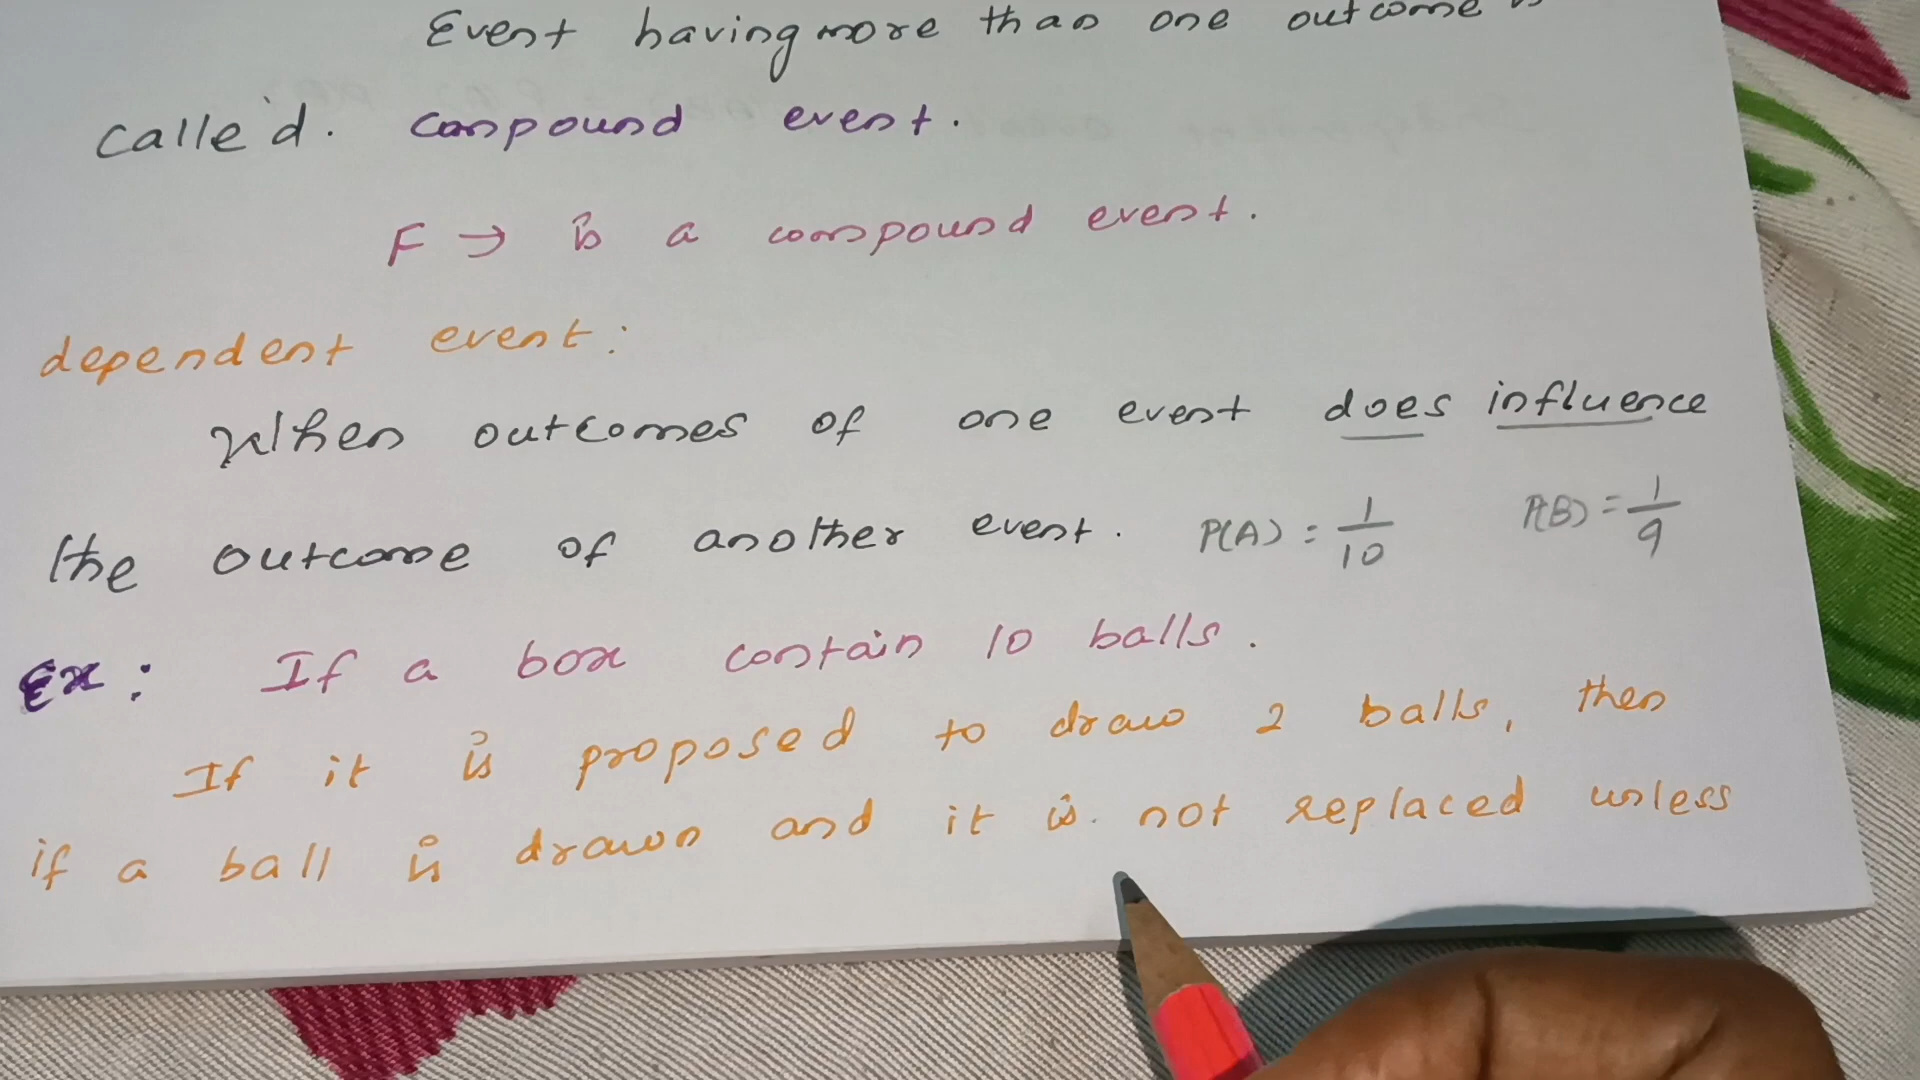 Event having more than one outcome is
called. compound event.
F → is a compound event.
dependent event:
When outcomes of one event does influence
the outcome of another event. P(A) = 1/10 P(B) = 1/9
Ex: If a box contain 10 balls.
If it is proposed to draw 2 balls, then
if a ball is drawn and it is not replaced unless